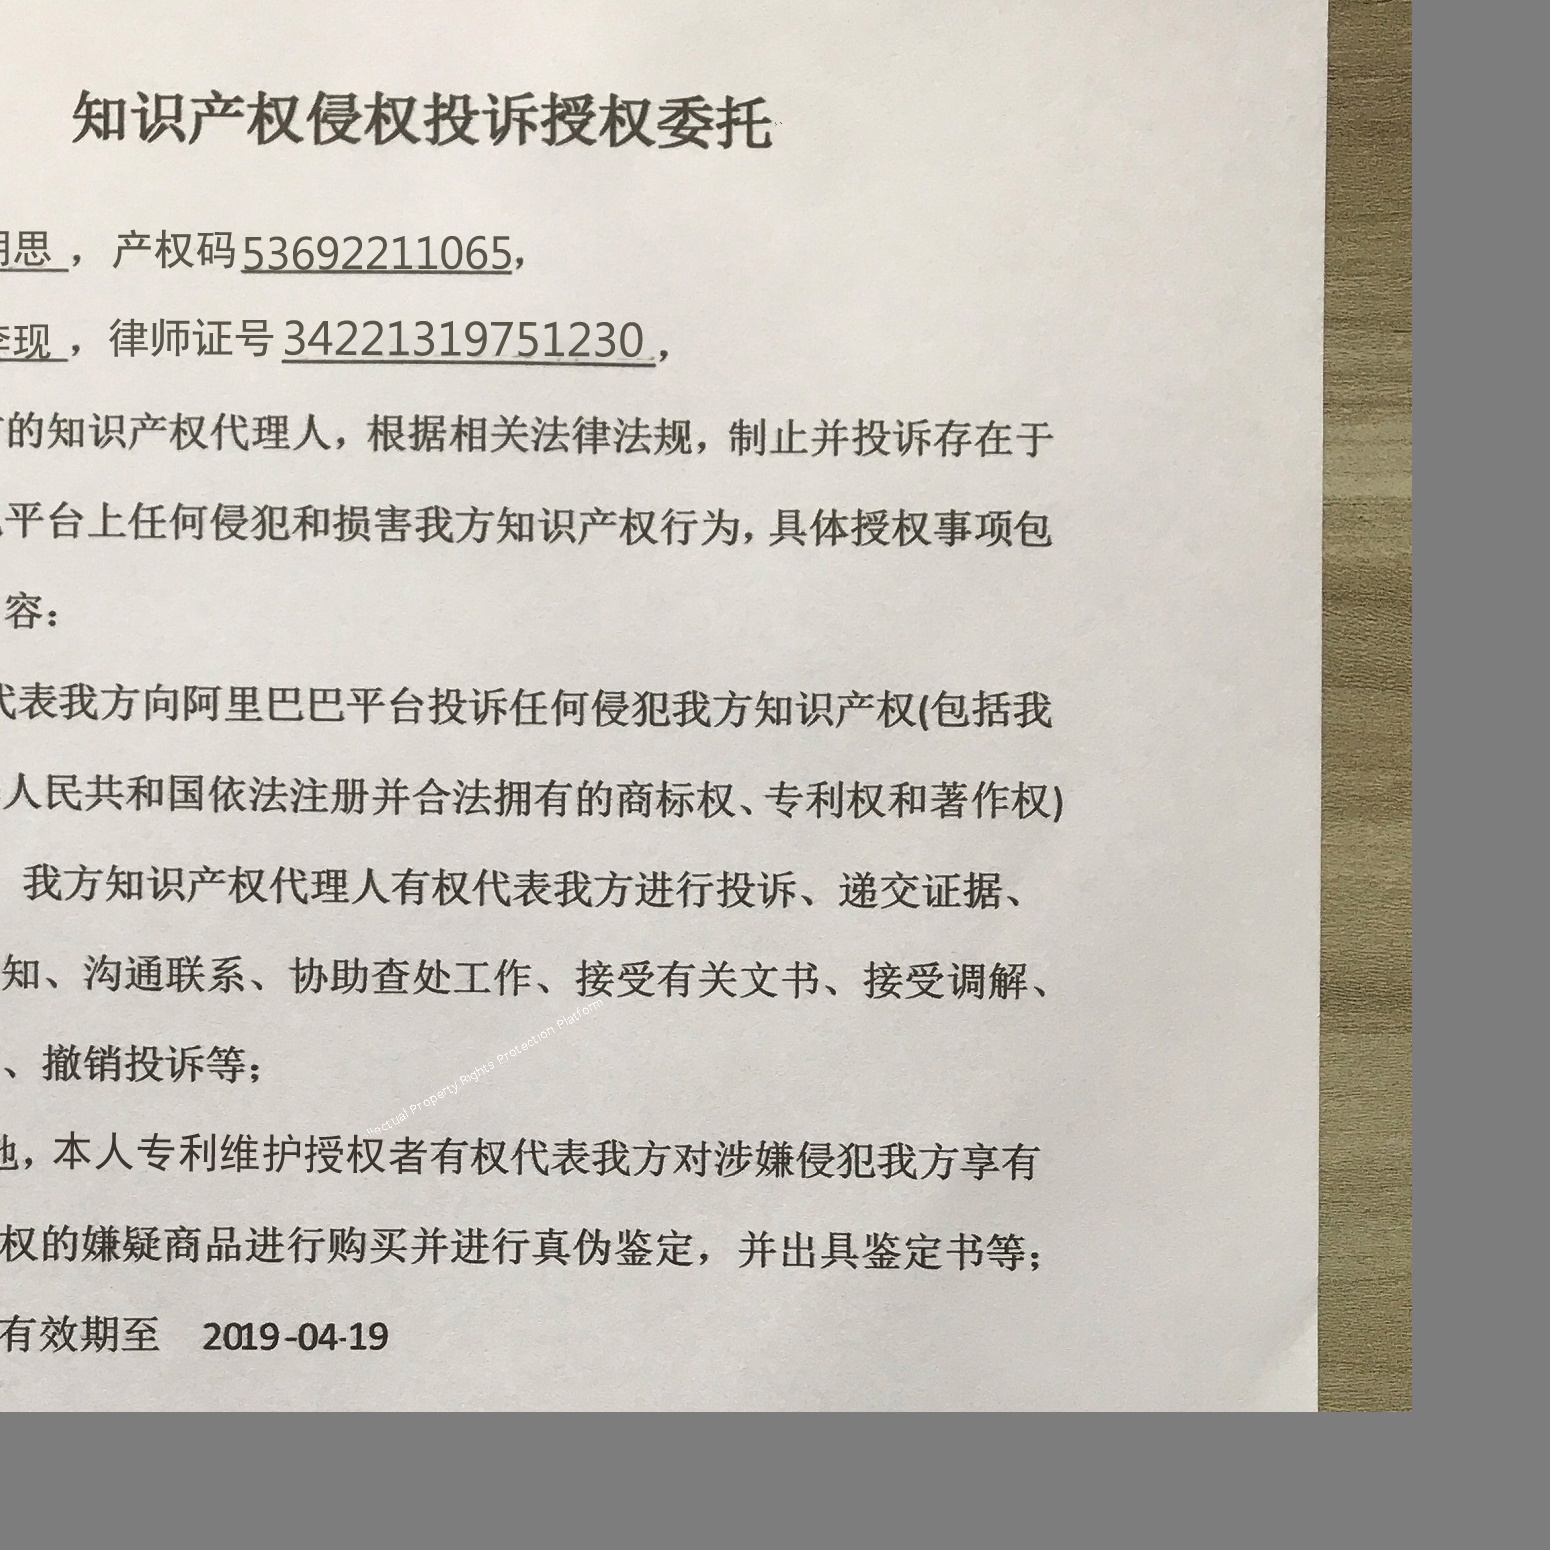 知识产权侵权投诉授权委托
思，产权码53692211065，
李现，律师证号34221319751230，
的知识产权代理人，根据相关法律法规，制止并投诉存在于
平台上任何侵犯和损害我方知识产权行为，具体授权事项包
容：
代表我方向阿里巴巴平台投诉任何侵犯我方知识产权(包括我
人民共和国依法注册并合法拥有的商标权、专利权和著作权)
我方知识产权代理人有权代表我方进行投诉、递交证据、
知、沟通联系、协助查处工作、接受有关文书、接受调解、
、撤销投诉等；
llectual Property Rights Protection Platform
地，本人专利维护授权者有权代表我方对涉嫌侵犯我方享有
权的嫌疑商品进行购买并进行真伪鉴定，并出具鉴定书等；
有效期至 2019-04-19